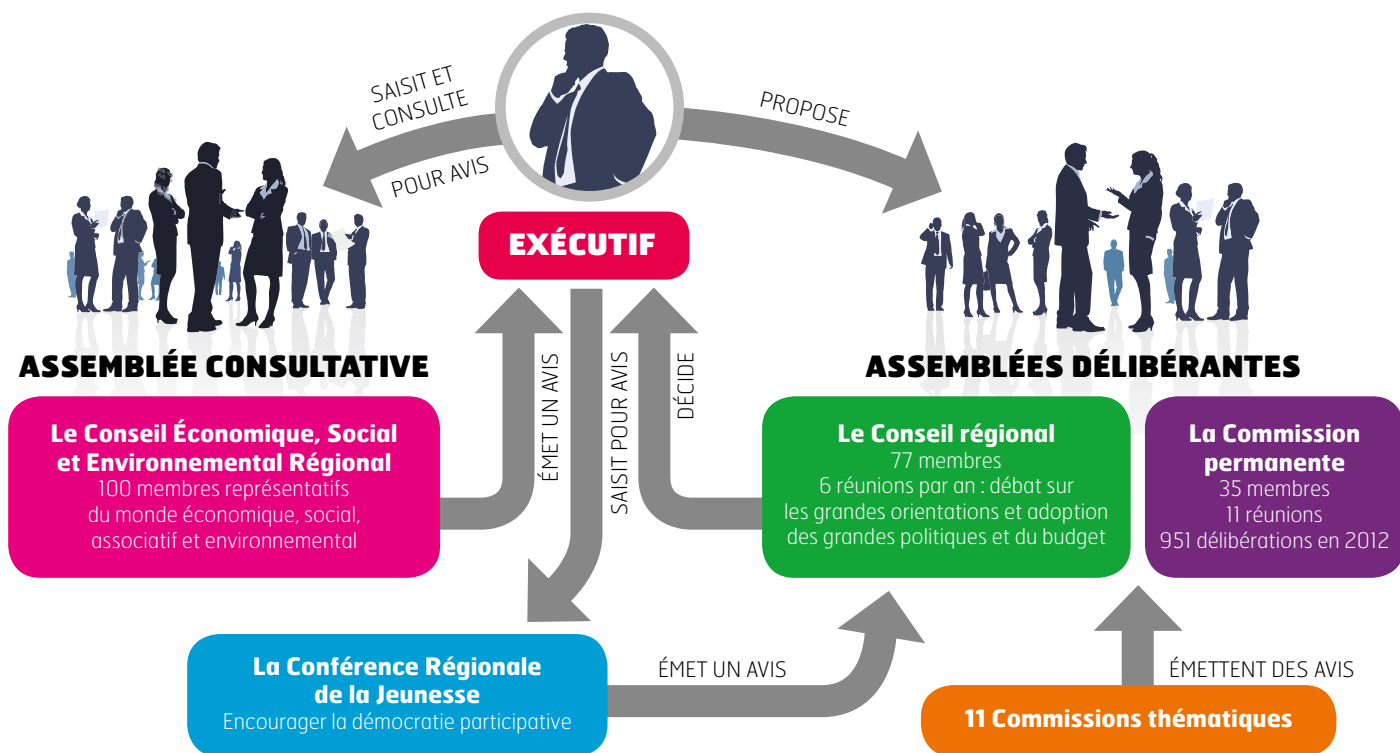 SAISIT ET
CONSULTE
POUR AVIS
PROPOSE
EXÉCUTIF
ASSEMBLÉE CONSULTATIVE
Le Conseil Économique, Social
et Environnemental Régional
100 membres représentatifs
du monde économique, social,
associatif et environnemental
ÉMET UN AVIS
SAISIT POUR AVIS
DÉCIDE
ASSEMBLÉES DÉLIBÉRANTES
Le Conseil régional
77 membres
6 réunions par an : débat sur
les grandes orientations et adoption
des grandes politiques et du budget
La Commission
permanente
35 membres
11 réunions
951 délibérations en 2012
La Conférence Régionale
de la Jeunesse
Encourager la démocratie participative
ÉMET UN AVIS
ÉMETTENT DES AVIS
11 Commissions thématiques